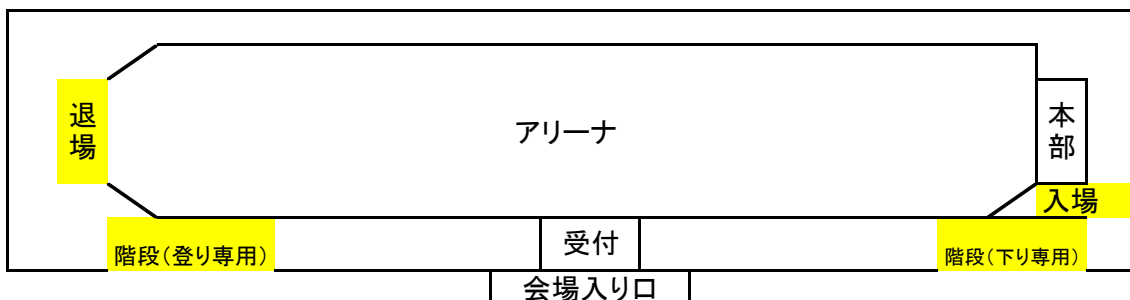 退場
アリーナ
本部
入場
階段（登り専用）
受付
階段（下り専用）
会場入り口